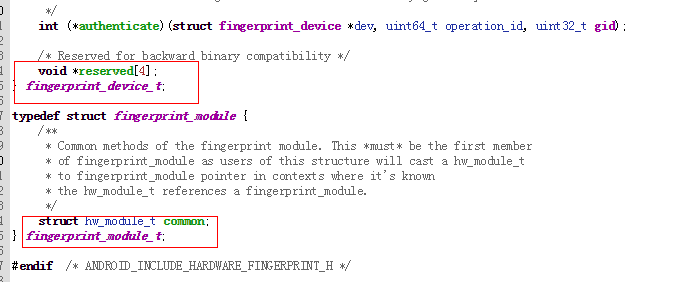 */
int (*authenticate)(struct fingerprint_device *dev, uint64_t operation_id, uint32_t gid);
/* Reserved for backward binary compatibility */
void *reserved[4];
} fingerprint_device_t;
typedef struct fingerprint_module {
/**
* Common methods of the fingerprint module. This *must* be the first member
* of fingerprint_module as users of this structure will cast a hw_module_t
* to fingerprint_module pointer in contexts where it's known
* the hw_module_t references a fingerprint_module.
*/
struct hw_module_t common;
} fingerprint_module_t;
#endif /* ANDROID_INCLUDE_HARDWARE_FINGERPRINT_H */